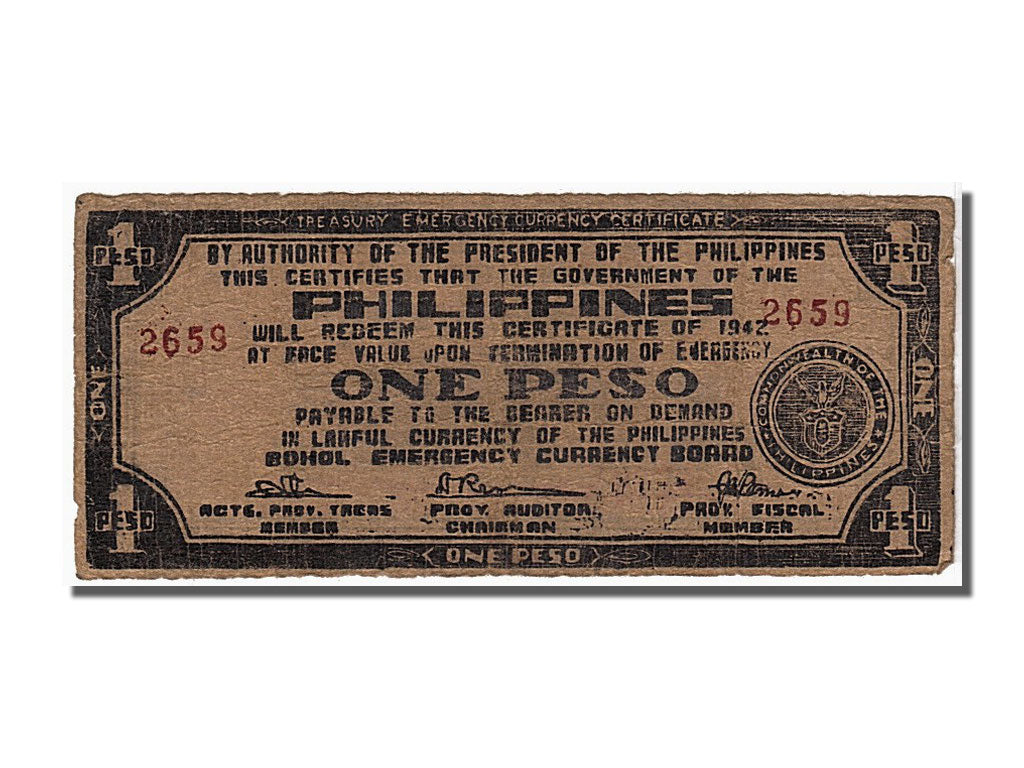 TREASURY EMERGENCY CURRENCY CERTIFICATE
1 PESO
1 PESO
BY AUTHORITY OF THE PRESIDENT OF THE PHILIPPINES
THIS CERTIFIES THAT THE GOVERNMENT OF THE
PHILIPPINES
2659
2659
WILL REDEEM THIS CERTIFICATE OF 1942
AT FACE VALUE UPON TERMINATION OF EMERGENCY
ONE PESO
PAYABLE TO THE BEARER ON DEMAND
IN LAWFUL CURRENCY OF THE PHILIPPINES
BOHOL EMERGENCY CURRENCY BOARD
ONE
ONE
COMMONWEALTH OF THE PHILIPPINES
ACTG. PROV. TREAS
PROV. AUDITOR
PROV. FISCAL
MEMBER
CHAIRMAN
MEMBER
1 PESO
1 PESO
ONE PESO